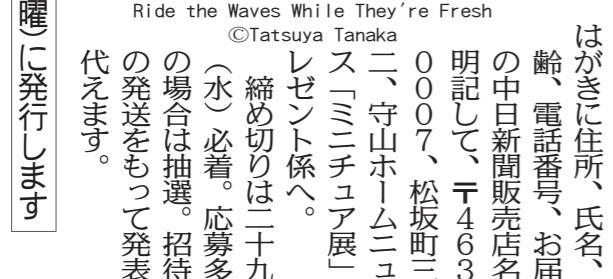 Ride the Waves While They're Fresh
©Tatsuya Tanaka
はがきに住所、氏名、
齢、電話番号、お届
の中日新聞販売店名
明記して、〒463
0007、松坂町三
二、守山ホームニュ
ス「ミニチュア展」
レゼント係へ。
締め切りは二十九
(水)必着。応募多
の場合は抽選。招待
の発送をもって発表
代えます。
曜)に発行します